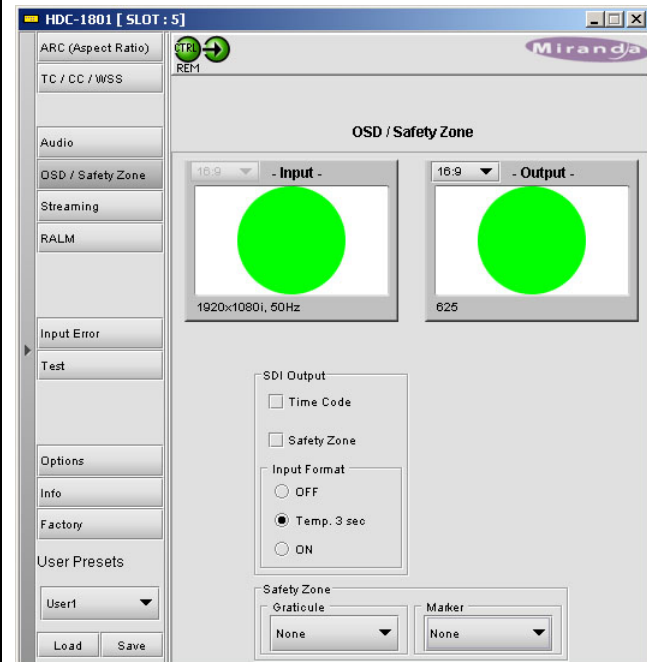 HDC-1801 [ SLOT : 5]
ARC (Aspect Ratio)
TC / CC / WSS
Audio
OSD / Safety Zone
Streaming
RALM
Input Error
Test
Options
Info
Factory
User Presets
User1
Load Save
CTRL
REM
Miranda
OSD / Safety Zone
16:9 - Input -
1920x1080i, 50Hz
16:9 - Output -
625
SDI Output
Time Code
Safety Zone
Input Format
OFF
Temp. 3 sec
ON
Safety Zone
Graticule
None
Marker
None